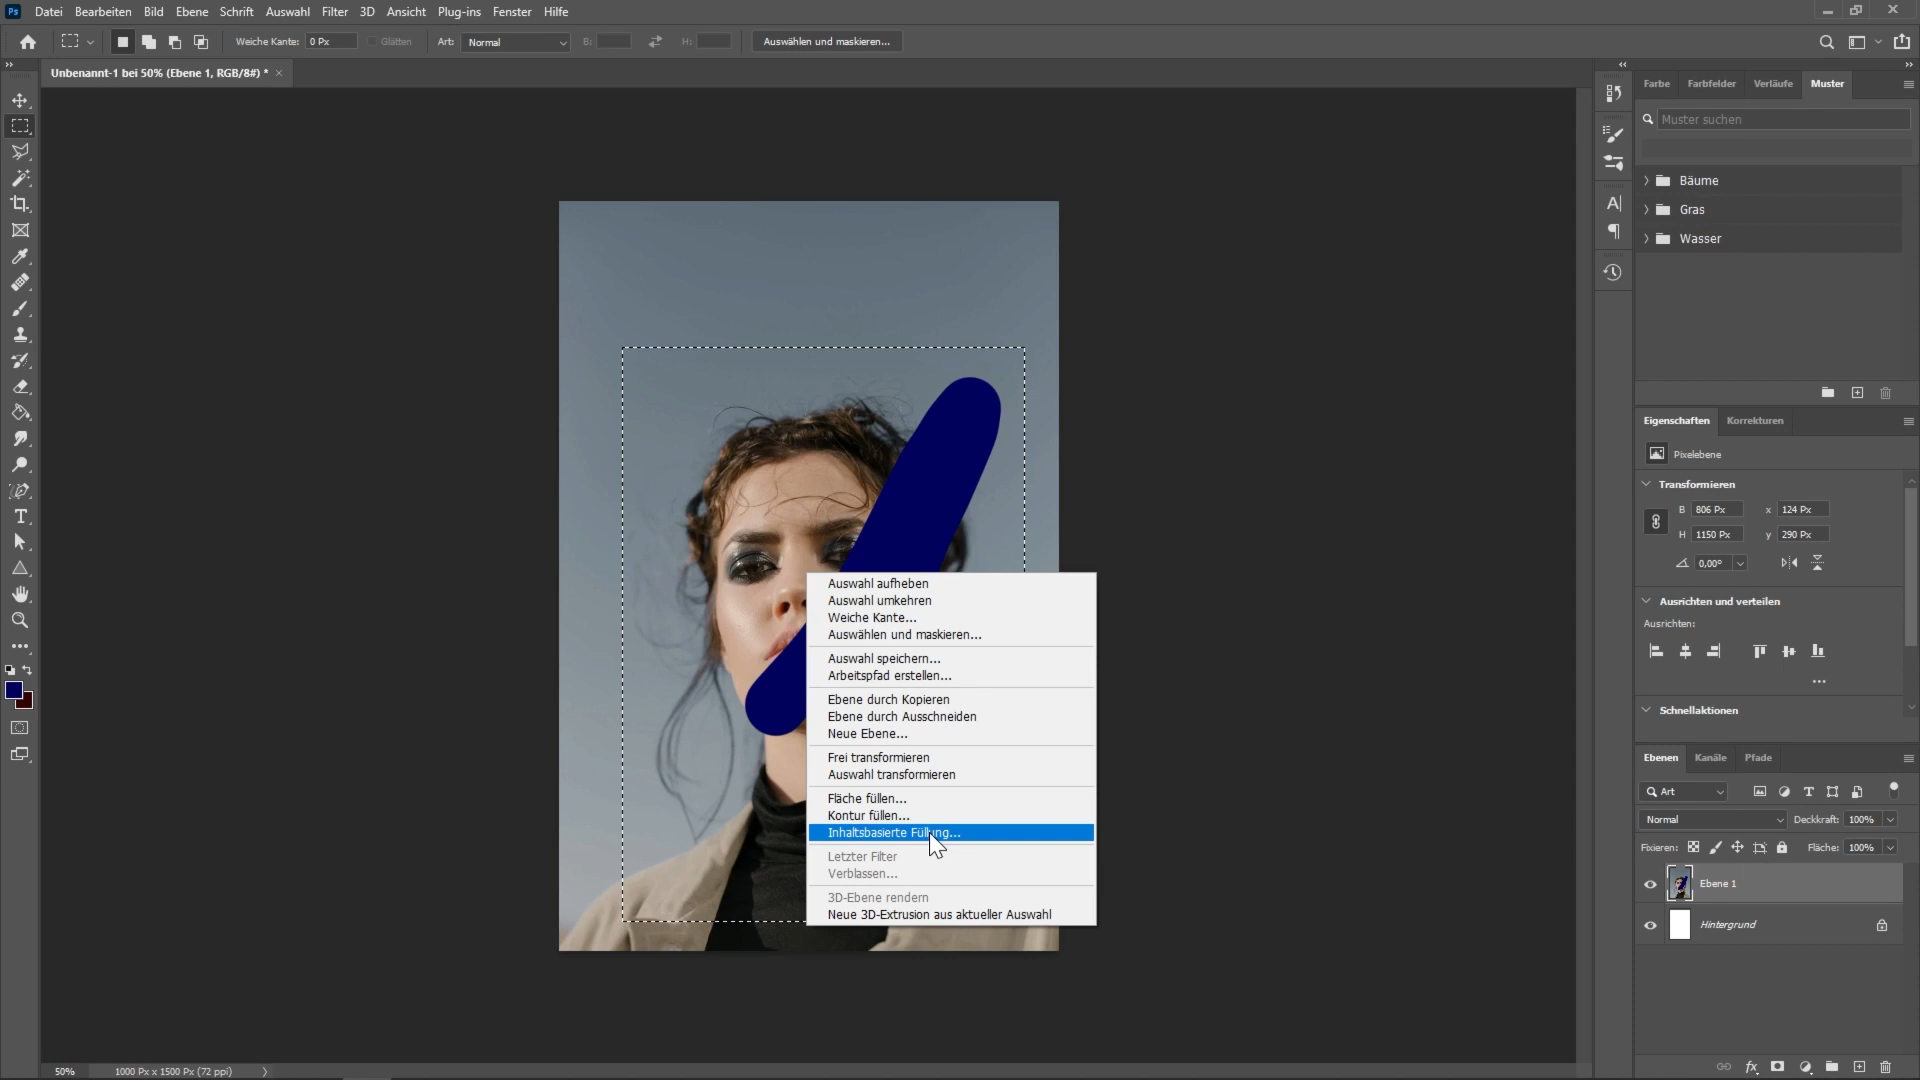 Ps Datei Bearbeiten Bild Ebene Schrift Auswahl Filter 3D Ansicht Plug-ins Fenster Hilfe
Weiche Kante: 0 Px Glätten Art: Normal B: H: Auswählen und maskieren...
Unbenannt-1 bei 50% (Ebene 1, RGB/8#) * ×
Farbe Farbfelder Verläufe Muster
Muster suchen
Bäume
Gras
Wasser
Eigenschaften Korrekturen
Pixelebene
Transformieren
B 806 Px x 124 Px
H 1150 Px y 290 Px
0,00°
Ausrichten und verteilen
Ausrichten:
Schnellaktionen
Ebenen Kanäle Pfade
Art
Normal Deckkraft: 100%
Fixieren: Fläche: 100%
Ebene 1
Hintergrund
fx
Auswahl aufheben
Auswahl umkehren
Weiche Kante...
Auswählen und maskieren...
Auswahl speichern...
Arbeitspfad erstellen...
Ebene durch Kopieren
Ebene durch Ausschneiden
Neue Ebene...
Frei transformieren
Auswahl transformieren
Fläche füllen...
Kontur füllen...
Inhaltsbasierte Füllung...
Letzter Filter
Verblassen...
3D-Ebene rendern
Neue 3D-Extrusion aus aktueller Auswahl
50% 1000 Px x 1500 Px (72 ppi)